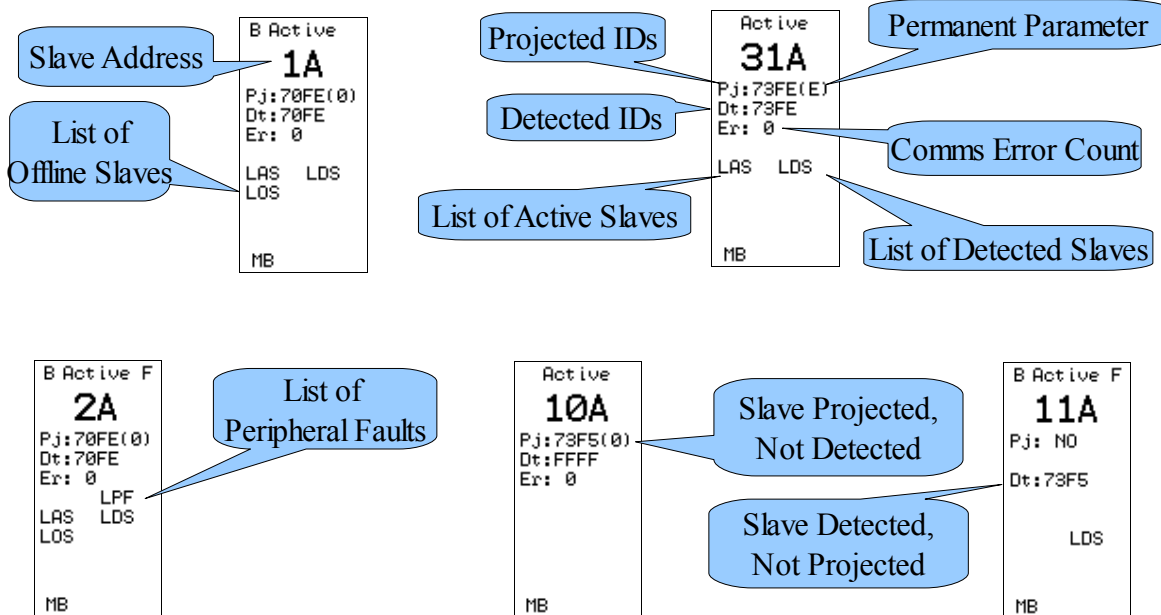 Slave Address
List of
Offline Slaves
B Active
1A
Pj:70FE(0)
Dt:70FE
Er: 0
LAS LDS
LOS
MB
Projected IDs
Detected IDs
List of Active Slaves
Active
31A
Pj:73FE(E)
Dt:73FE
Er: 0
LAS LDS
MB
Permanent Parameter
Comms Error Count
List of Detected Slaves
B Active F
2A
Pj:70FE(0)
Dt:70FE
Er: 0
LPF
LAS LDS
LOS
MB
List of
Peripheral Faults
Active
10A
Pj:73F5(0)
Dt:FFFF
Er: 0
MB
Slave Projected,
Not Detected
Slave Detected,
Not Projected
B Active F
11A
Pj: NO
Dt:73F5
LDS
MB